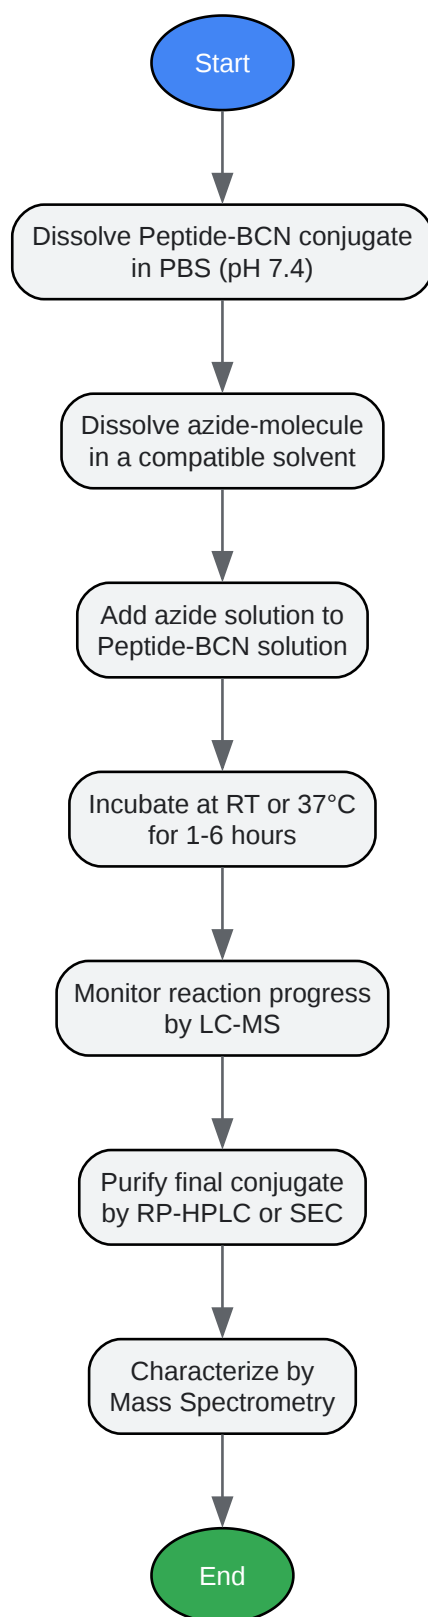 Start
Dissolve Peptide-BCN conjugate
in PBS (pH 7.4)
Dissolve azide-molecule
in a compatible solvent
Add azide solution to
Peptide-BCN solution
Incubate at RT or 37°C
for 1-6 hours
Monitor reaction progress
by LC-MS
Purify final conjugate
by RP-HPLC or SEC
Characterize by
Mass Spectrometry
End